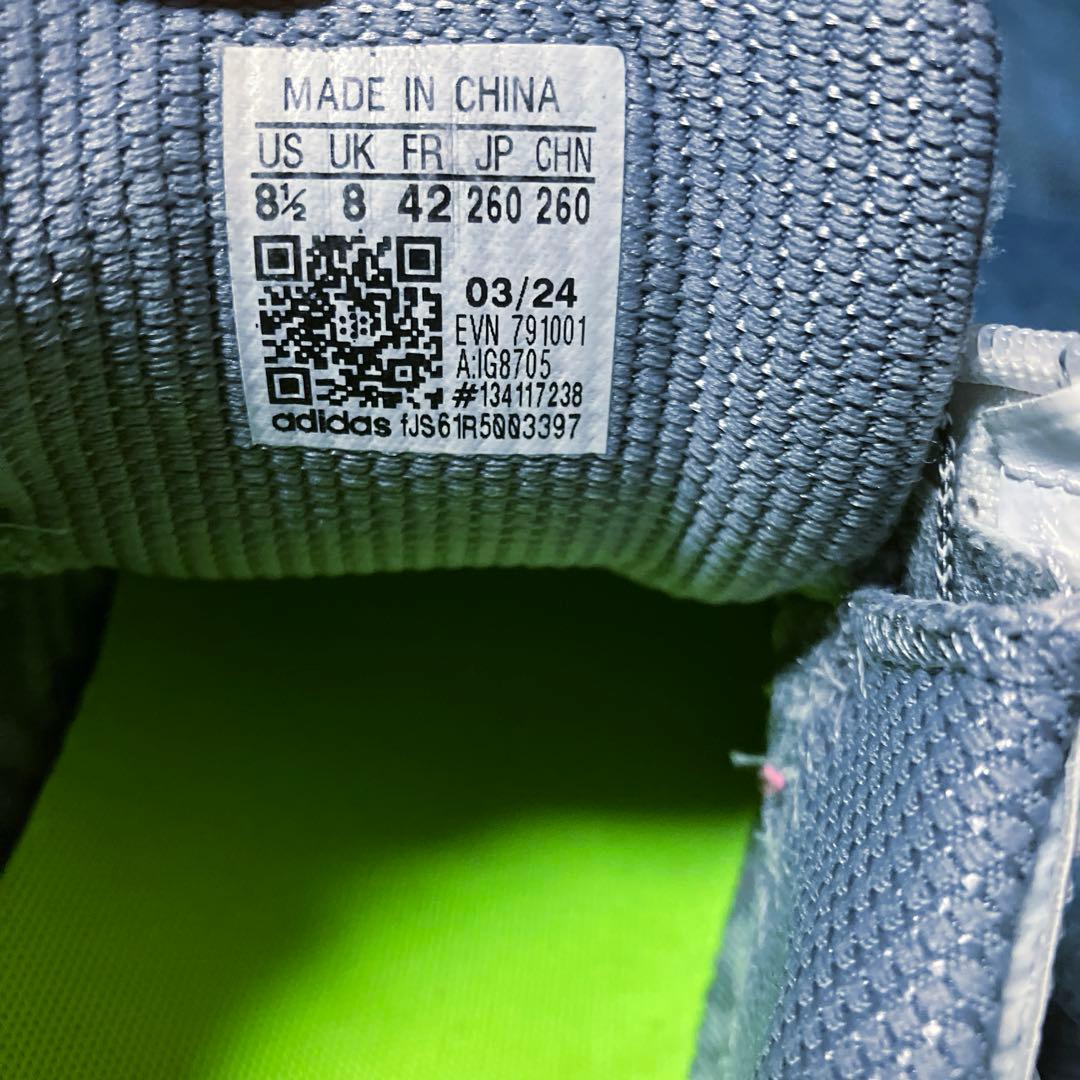 MADE IN CHINA
US UK FR JP CHN
8½ 8 42 260 260
03/24
EVN 791001
A:IG8705
#134117238
adidas fJS61R5003397